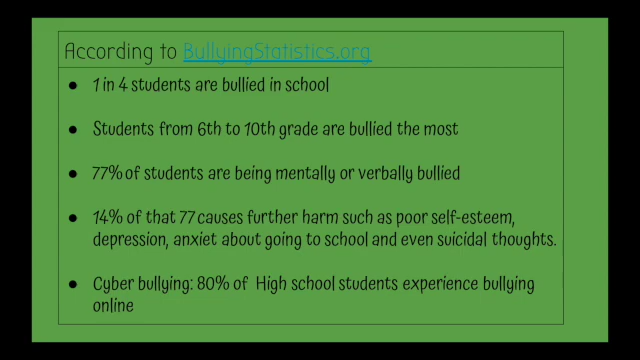 According to BullyingStatistics.org
● 1 in 4 students are bullied in school
● Students from 6th to 10th grade are bullied the most
● 77% of students are being mentally or verbally bullied
● 14% of that 77 causes further harm such as poor self-esteem,
depression, anxiet about going to school and even suicidal thoughts.
● Cyber bullying: 80% of High school students experience bullying
online